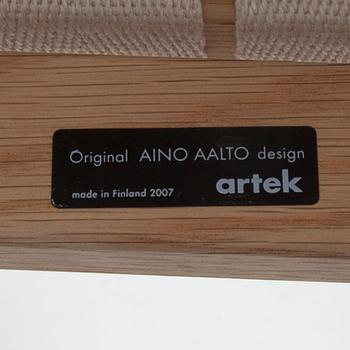 Original AINO AALTO design
artek
made in Finland 2007